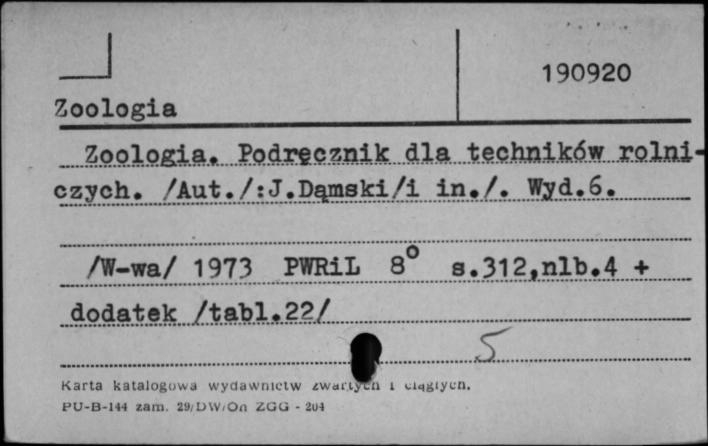 190920
Zoologia
Zoologia. Podręcznik dla techników rolni-
czych. /Aut./:J.Dąmski/i in./. Wyd.6.
/W-wa/ 1973 PWRiL 8° s.312,nlb.4 +
dodatek /tabl.22/
5
Karta katalogowa wydawnictw zwartych i ciągłych.
PU-B-144 zam. 29/DW/On ZGG - 204